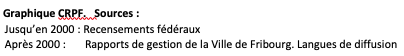 Graphique CRPF. Sources :
Jusqu'en 2000 : Recensements fédéraux
Après 2000 : Rapports de gestion de la Ville de Fribourg. Langues de diffusion